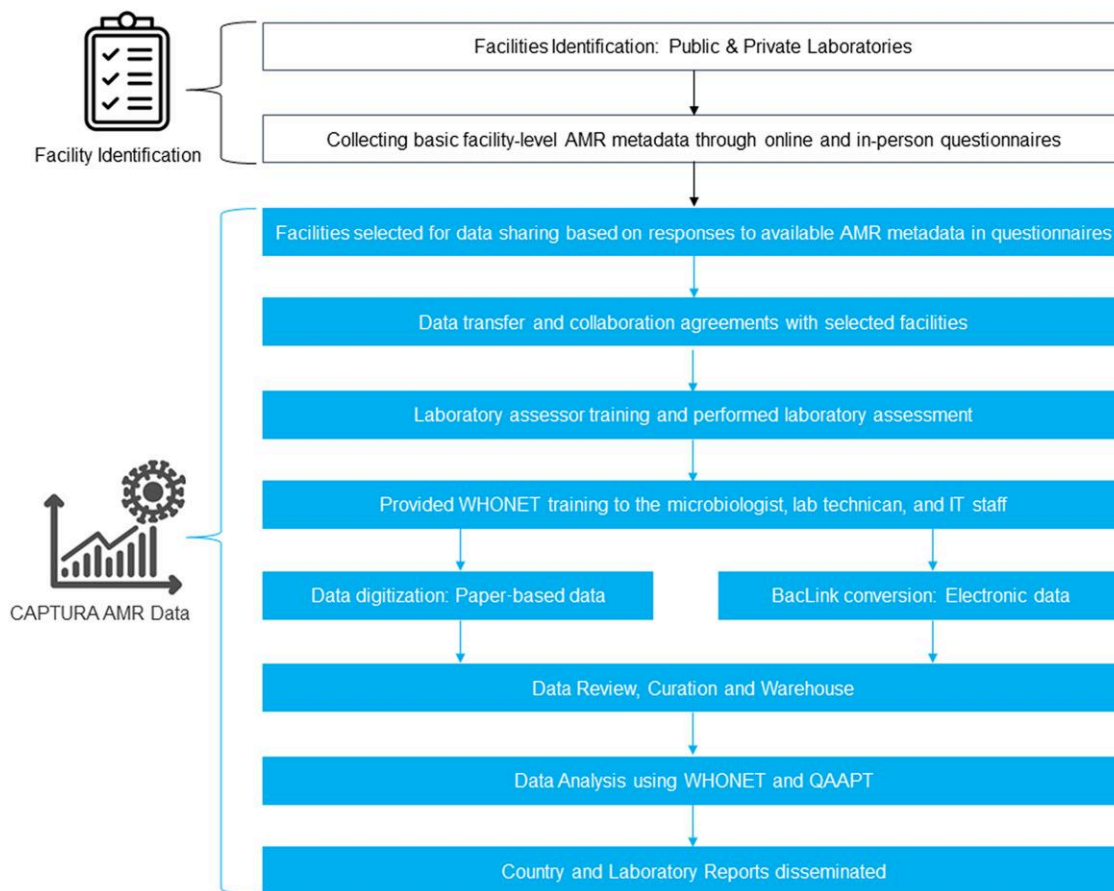 Facilities Identification: Public & Private Laboratories
Collecting basic facility-level AMR metadata through online and in-person questionnaires
Facility Identification
Facilities selected for data sharing based on responses to available AMR metadata in questionnaires
Data transfer and collaboration agreements with selected facilities
Laboratory assessor training and performed laboratory assessment
Provided WHONET training to the microbiologist, lab technican, and IT staff
Data digitization: Paper-based data
BacLink conversion: Electronic data
CAPTURA AMR Data
Data Review, Curation and Warehouse
Data Analysis using WHONET and QAAPT
Country and Laboratory Reports disseminated